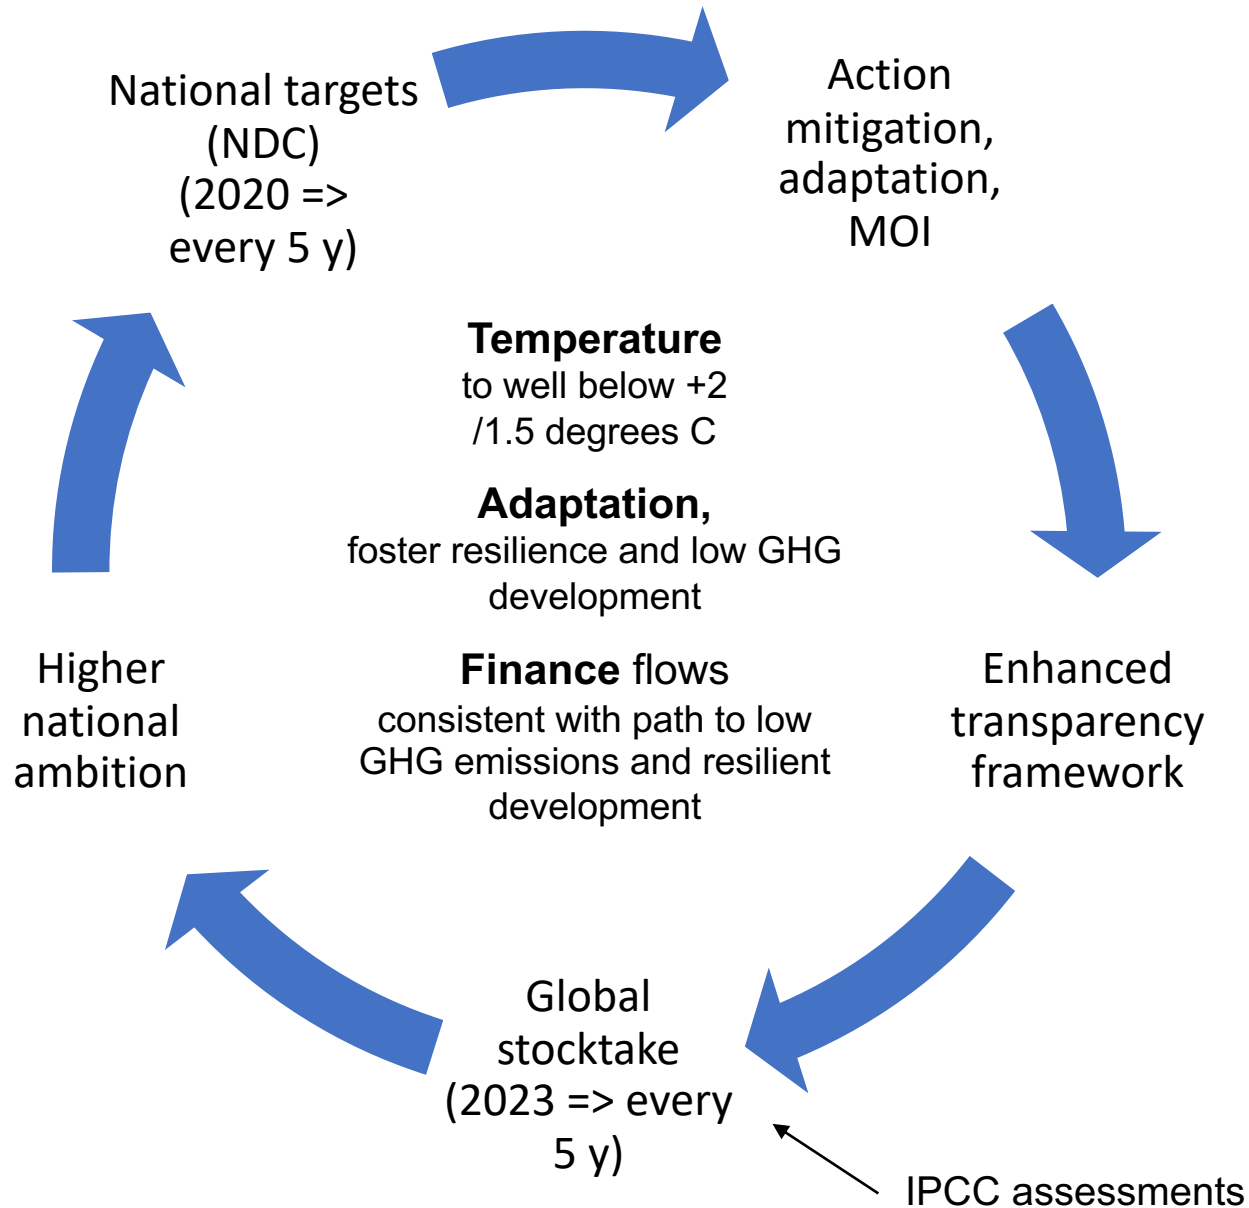 National targets
(NDC)
(2020 =>
every 5 y)
Action
mitigation,
adaptation,
MOI
Temperature
to well below +2
/1.5 degrees C
Adaptation,
foster resilience and low GHG
development
Finance flows
consistent with path to low
GHG emissions and resilient
development
Higher
national
ambition
Enhanced
transparency
framework
Global
stocktake
(2023 => every
5 y)
IPCC assessments